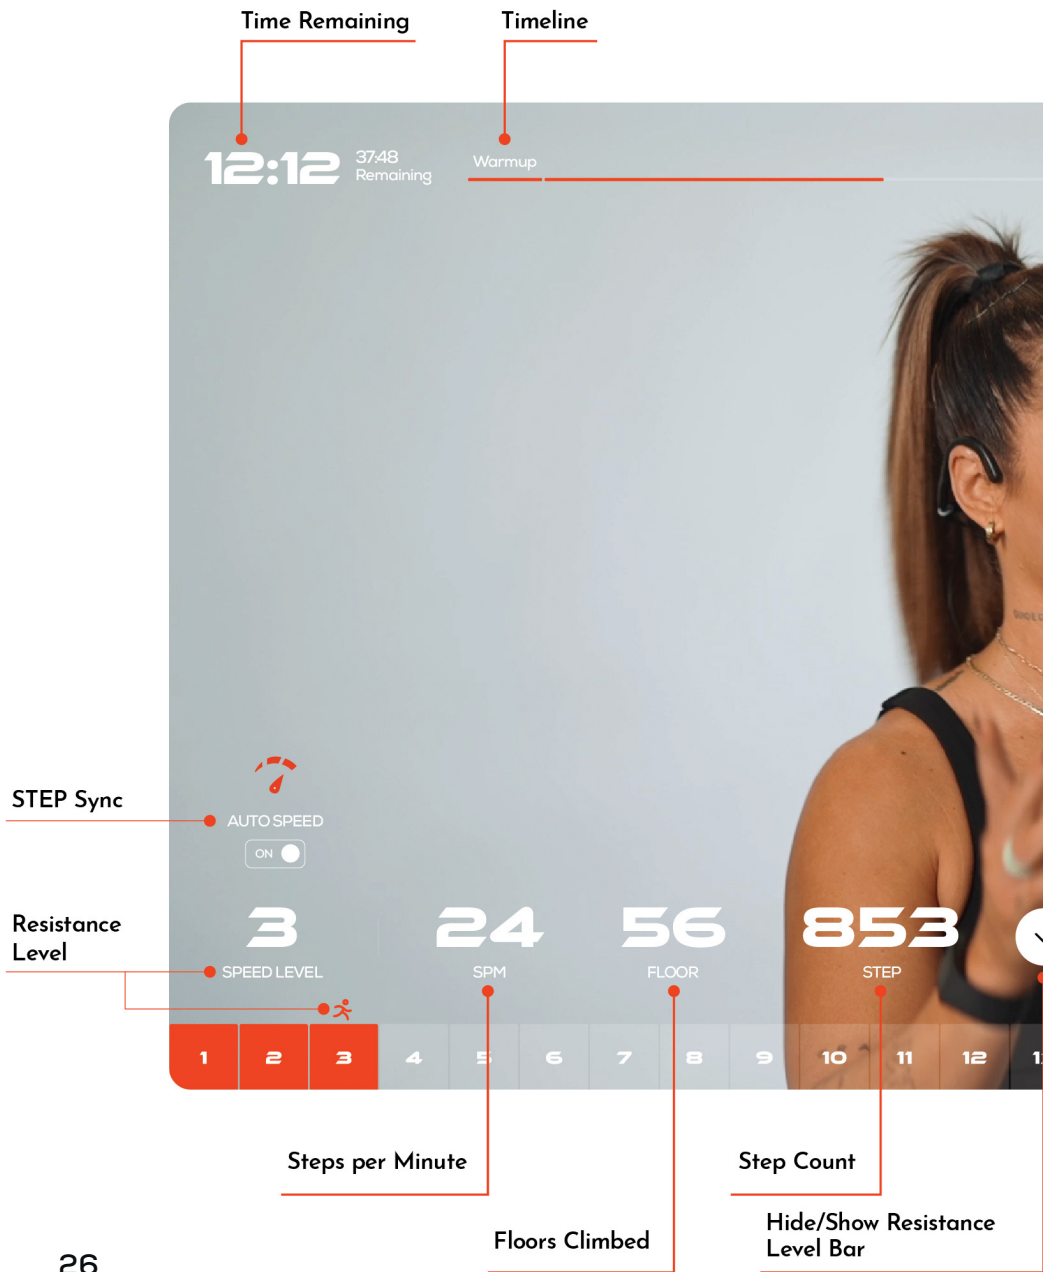 Time Remaining
Timeline
12:12
37:48
Remaining
Warmup
STEP Sync
AUTO SPEED
ON
Resistance
Level
3
24
56
853
SPEED LEVEL
SPM
FLOOR
STEP
1 2 3 4 5 6 7 8 9 10 11 12
Steps per Minute
Step Count
Floors Climbed
Hide/Show Resistance
Level Bar
26